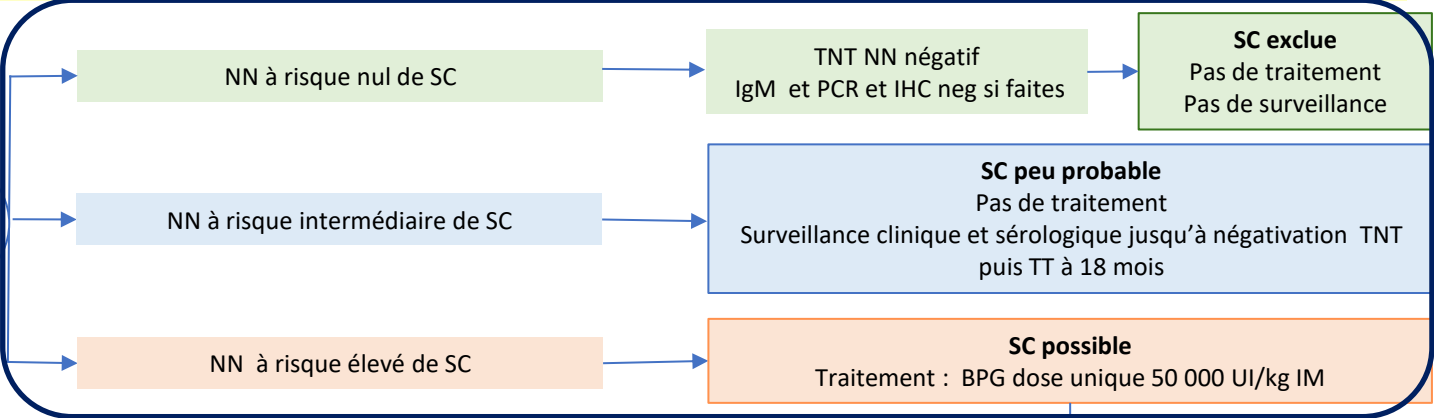 NN à risque nul de SC
TNT NN négatif
IgM et PCR et IHC neg si faites
SC exclue
Pas de traitement
Pas de surveillance
NN à risque intermédiaire de SC
SC peu probable
Pas de traitement
Surveillance clinique et sérologique jusqu’à négativation TNT
puis TT à 18 mois
NN à risque élevé de SC
SC possible
Traitement : BPG dose unique 50 000 UI/kg IM